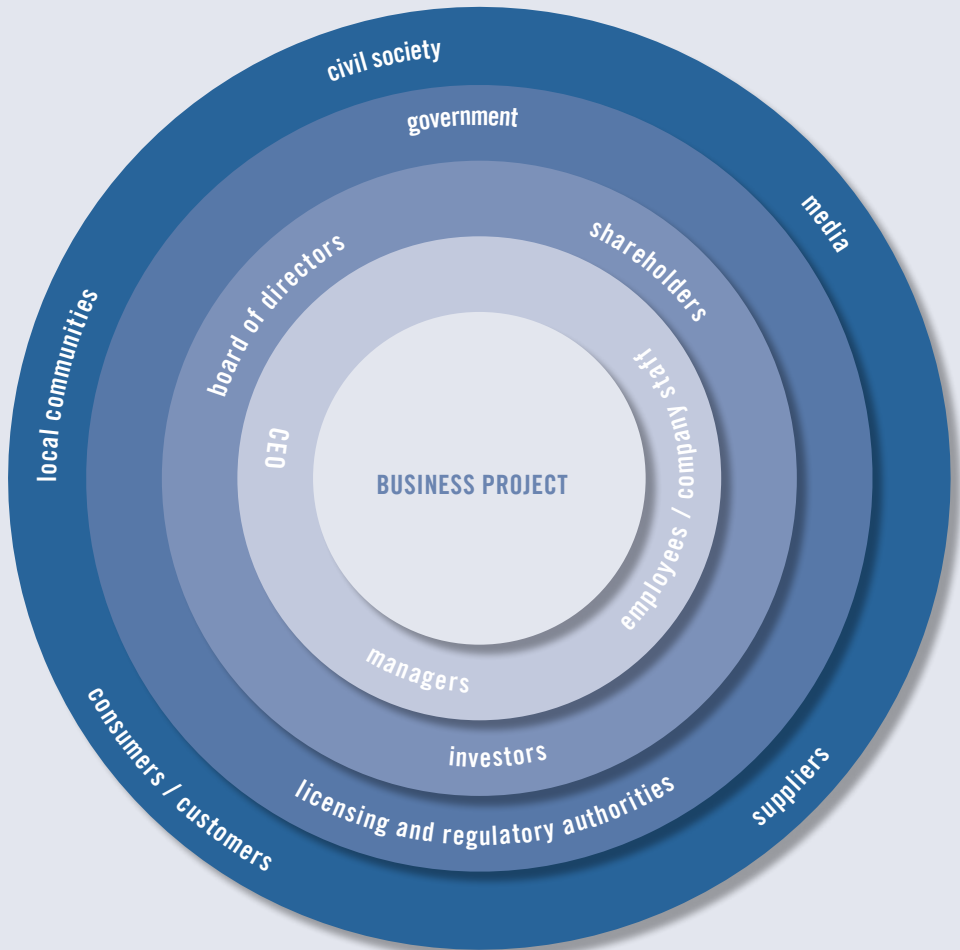 civil society
government
media
shareholders
board of directors
local communities
employees / company staff
CEO
BUSINESS PROJECT
managers
investors
consumers / customers
licensing and regulatory authorities
suppliers